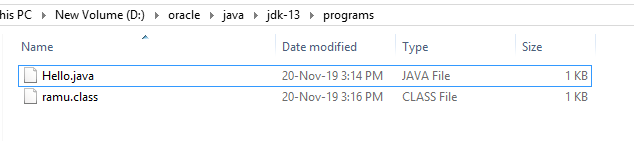 his PC › New Volume (D:) › oracle › java › jdk-13 › programs
Name Date modified Type Size
Hello.java 20-Nov-19 3:14 PM JAVA File 1 KB
ramu.class 20-Nov-19 3:16 PM CLASS File 1 KB